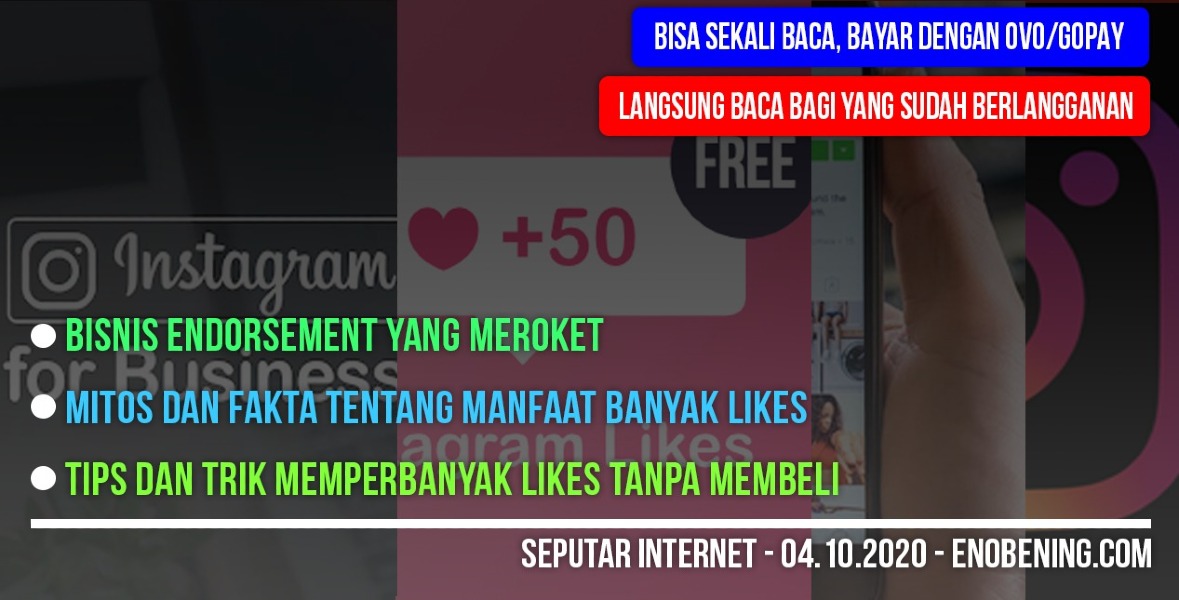 BISA SEKALI BACA, BAYAR DENGAN OVO/GOPAY
LANGSUNG BACA BAGI YANG SUDAH BERLANGGANAN
FREE
+50
Instagram
for Business
BISNIS ENDORSEMENT YANG MEROKET
MITOS DAN FAKTA TENTANG MANFAAT BANYAK LIKES
agram Likes
TIPS DAN TRIK MEMPERBANYAK LIKES TANPA MEMBELI
SEPUTAR INTERNET - 04.10.2020 - ENOBENING.COM